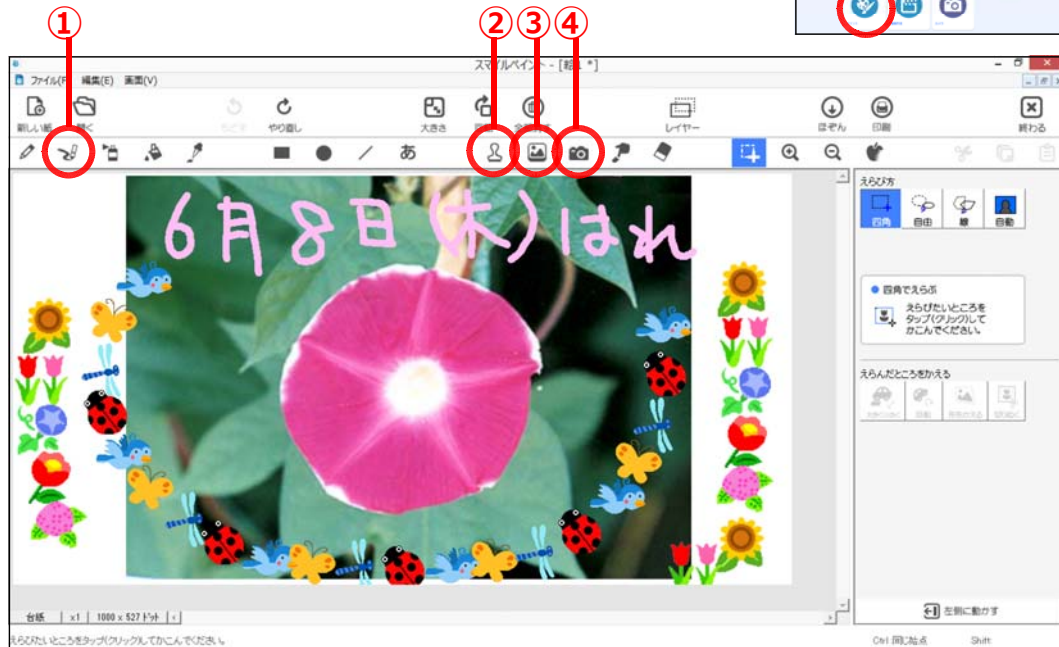 ① ② ③ ④
スマイルペイント - [絵1 *]
ファイル(F) 編集(E) 画面(V)
新しい紙 開く やり直し 大きさ レイヤー ほぞん 印刷 終わる
あ
6月8日(木)はれ
えらび方
四角 自由 線 自動
四角でえらぶ
えらびたいところを
タップ(クリック)して
かこんでください。
えらんだところをかえる
左側に動かす
台紙 x1 1000 x 527 ドット
えらびたいところをタップ(クリック)してかこんでください。
Ctrl:同じ始点 Shift